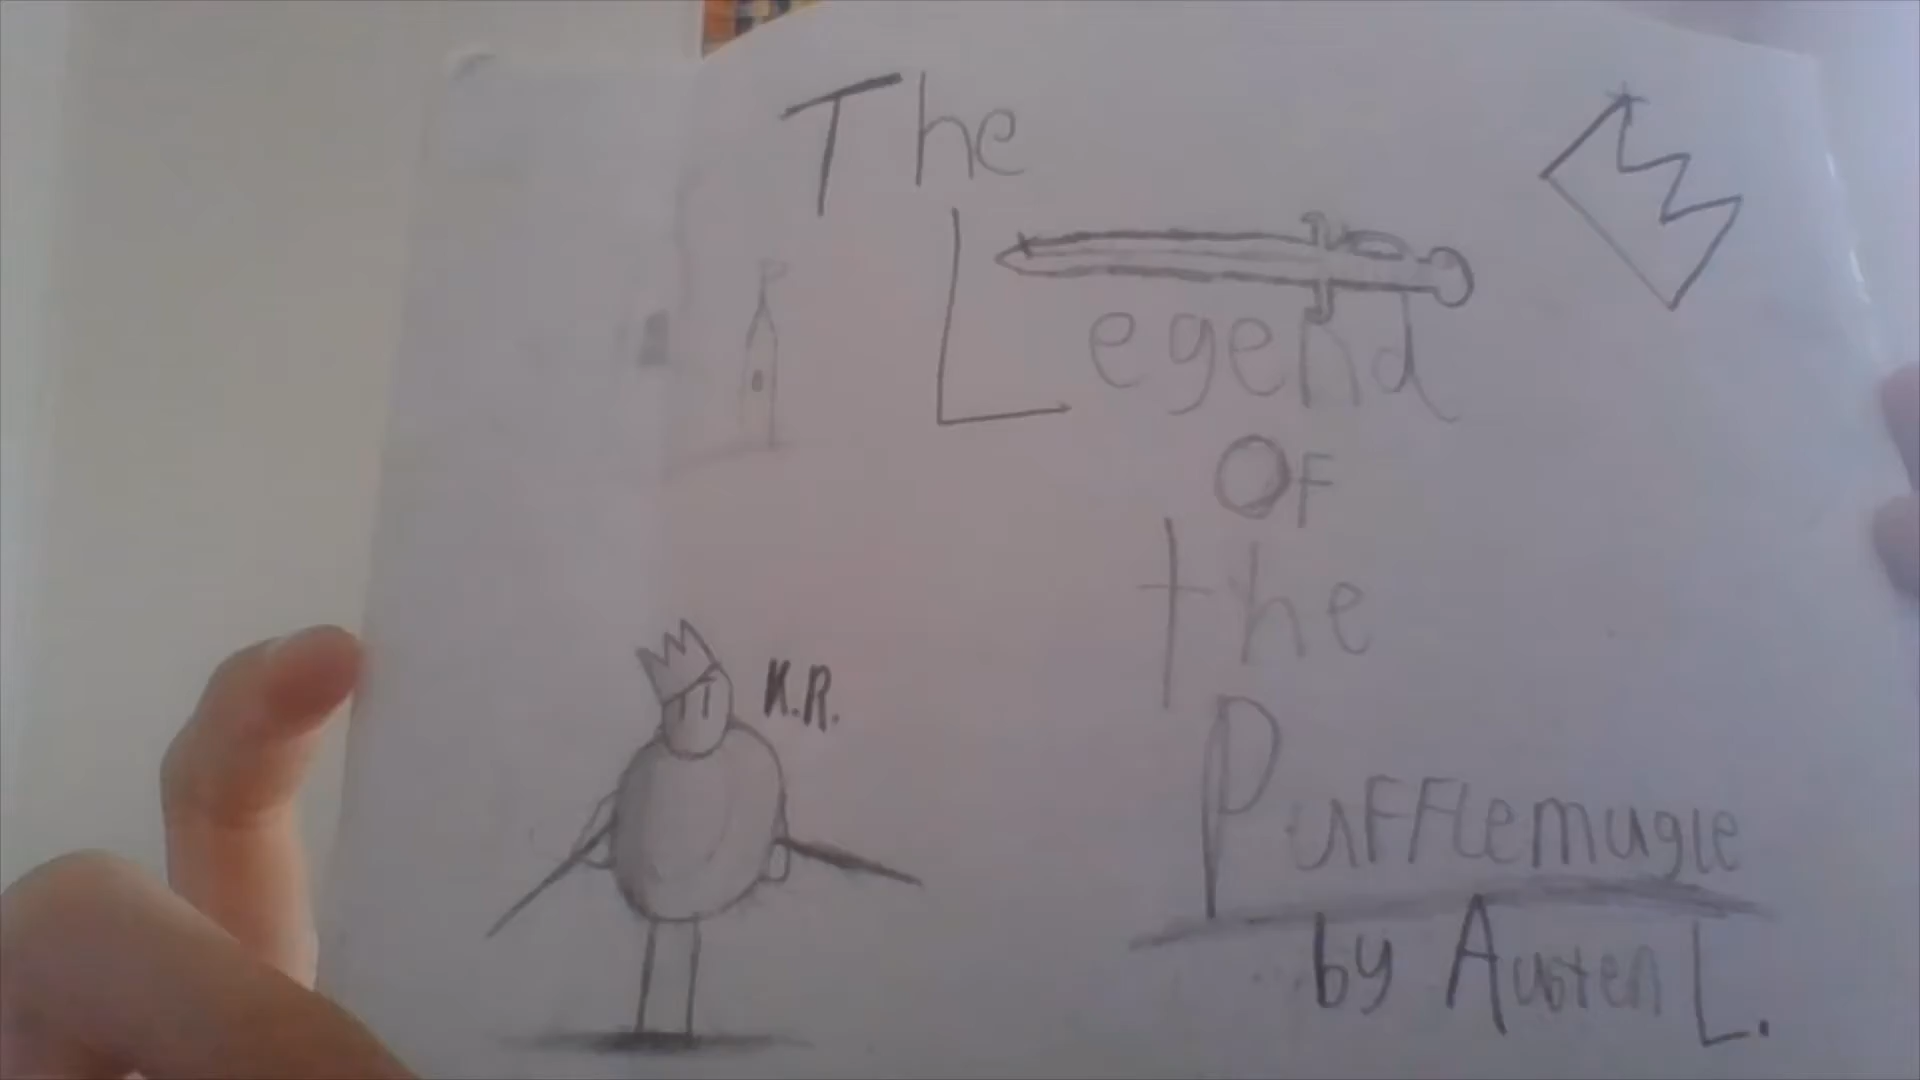 The
Legend
OF
the
Pufflemugle
by Austen L.
K.R.